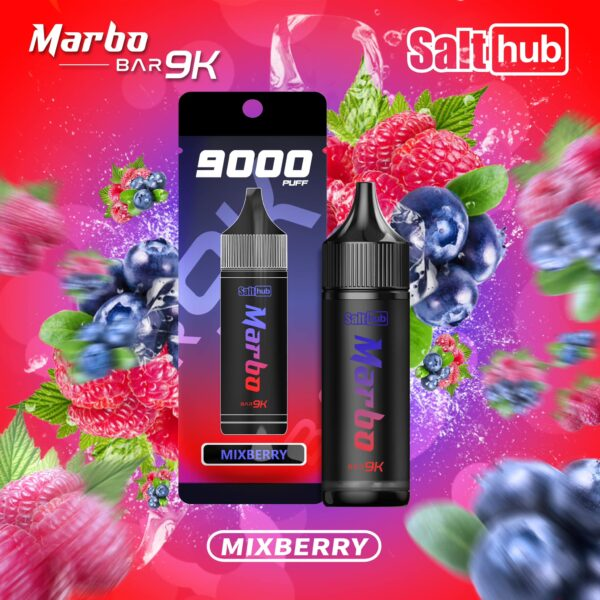 Marbo
BAR 9K
Salt hub
9000
PUFF
9K
Salt hub
Marbo
BAR 9K
MIXBERRY
Salt hub
Marbo
BAR 9K
MIXBERRY